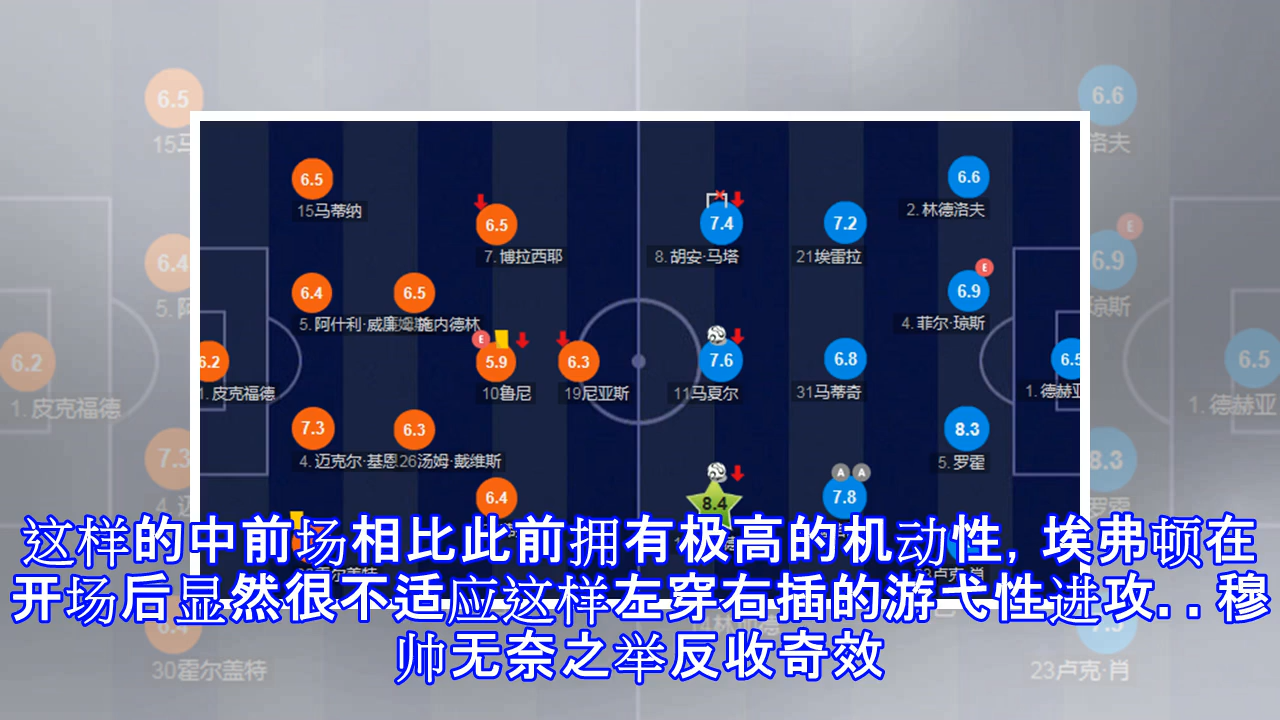 6.5
15马蒂纳
6.5
7. 博拉西耶
6.4
5. 阿什利·威廉姆斯
6.5
施内德林
6.2
1. 皮克福德
5.9
10鲁尼
6.3
19尼亚斯
7.3
4. 迈克尔·基恩
6.3
26汤姆·戴维斯
6.4
7.4
8. 胡安·马塔
7.2
21埃雷拉
6.6
2. 林德洛夫
E
6.9
4. 菲尔·琼斯
7.6
11马夏尔
6.8
31马蒂奇
6.5
1. 德赫亚
8.3
5. 罗霍
8.4
A A
7.8
E
30霍尔盖特
23卢克·肖
这样的中前场相比此前拥有极高的机动性, 埃弗顿在
开场后显然很不适应这样左穿右插的游弋性进攻. . 穆
帅无奈之举反收奇效